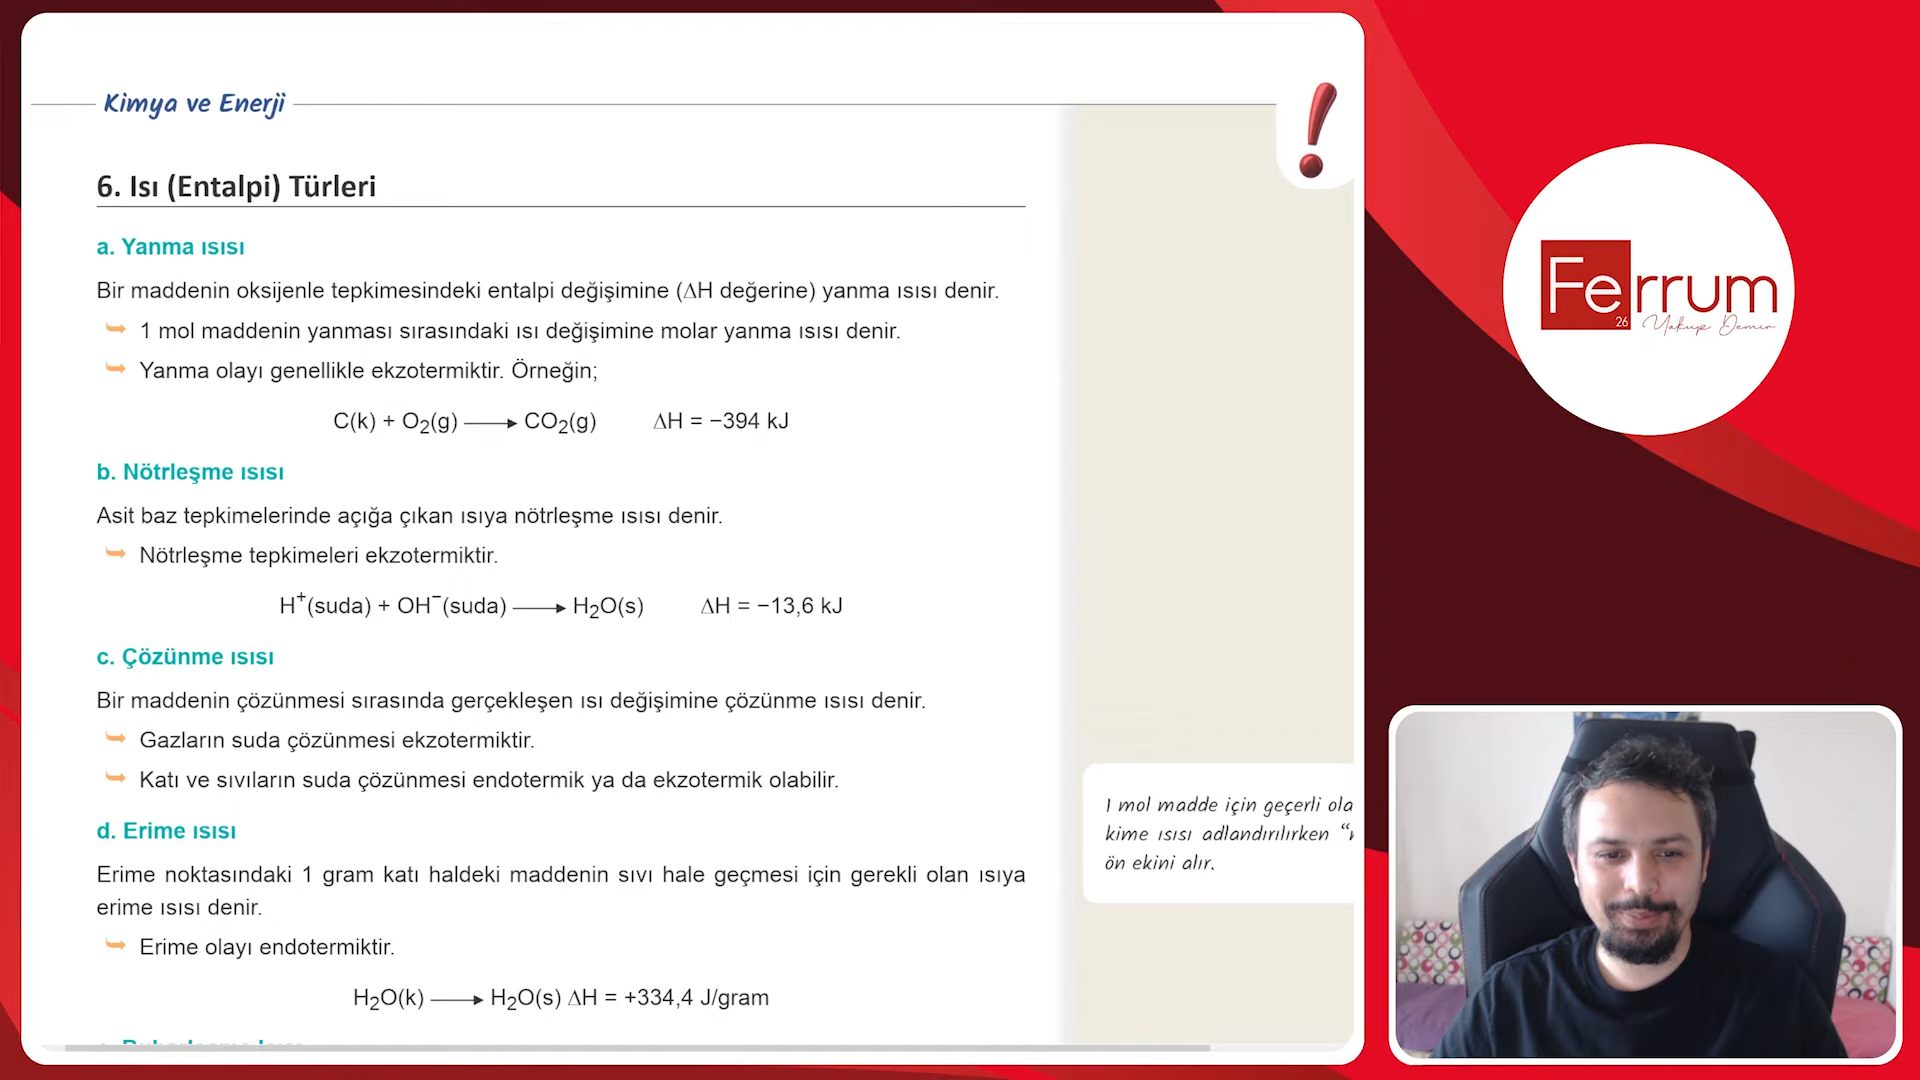 Kimya ve Enerji
6. Isı (Entalpi) Türleri
a. Yanma ısısı
Bir maddenin oksijenle tepkimesindeki entalpi değişimine (ΔH değerine) yanma ısısı denir.
1 mol maddenin yanması sırasındaki ısı değişimine molar yanma ısısı denir.
Yanma olayı genellikle ekzotermiktir. Örneğin;
C(k) + O₂(g) ⟶ CO₂(g) ΔH = −394 kJ
b. Nötrleşme ısısı
Asit baz tepkimelerinde açığa çıkan ısıya nötrleşme ısısı denir.
Nötrleşme tepkimeleri ekzotermiktir.
H⁺(suda) + OH⁻(suda) ⟶ H₂O(s) ΔH = −13,6 kJ
c. Çözünme ısısı
Bir maddenin çözünmesi sırasında gerçekleşen ısı değişimine çözünme ısısı denir.
Gazların suda çözünmesi ekzotermiktir.
Katı ve sıvıların suda çözünmesi endotermik ya da ekzotermik olabilir.
d. Erime ısısı
Erime noktasındaki 1 gram katı haldeki maddenin sıvı hale geçmesi için gerekli olan ısıya
erime ısısı denir.
Erime olayı endotermiktir.
H₂O(k) ⟶ H₂O(s) ΔH = +334,4 J/gram
1 mol madde için geçerli ola
kime ısısı adlandırılırken “
ön ekini alır.
Ferrum
26 Yakup Demir